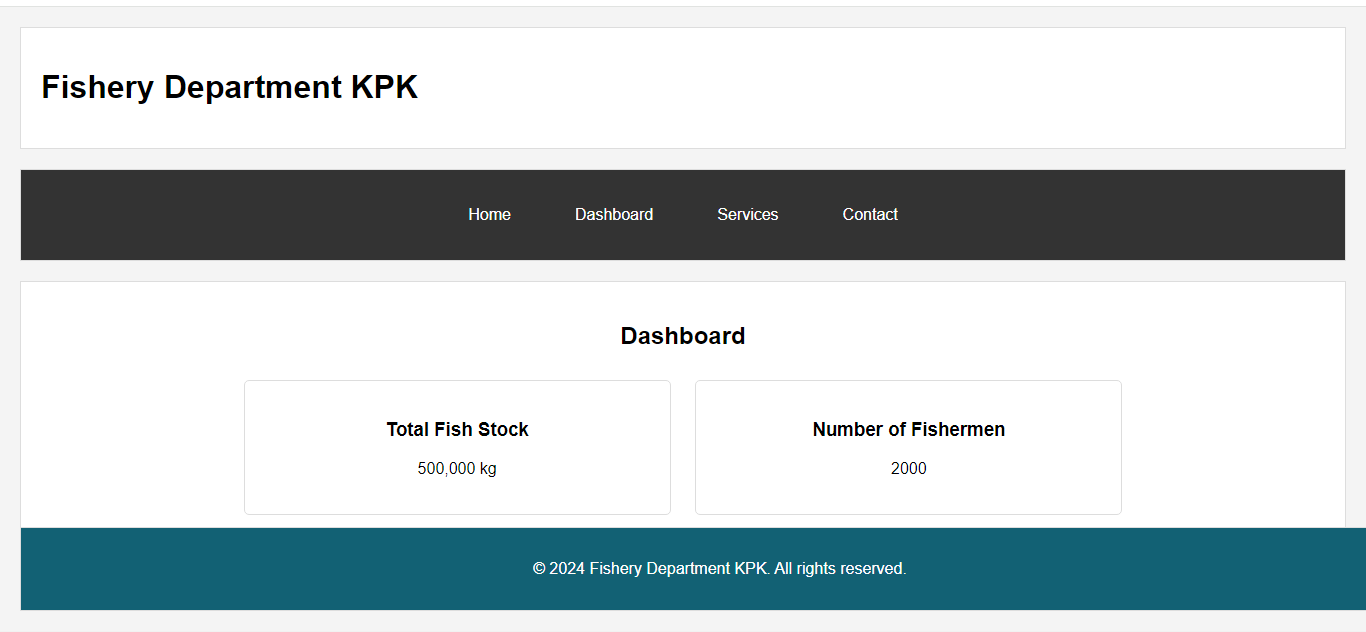 Fishery Department KPK
Home Dashboard Services Contact
Dashboard
Total Fish Stock
500,000 kg
Number of Fishermen
2000
© 2024 Fishery Department KPK. All rights reserved.